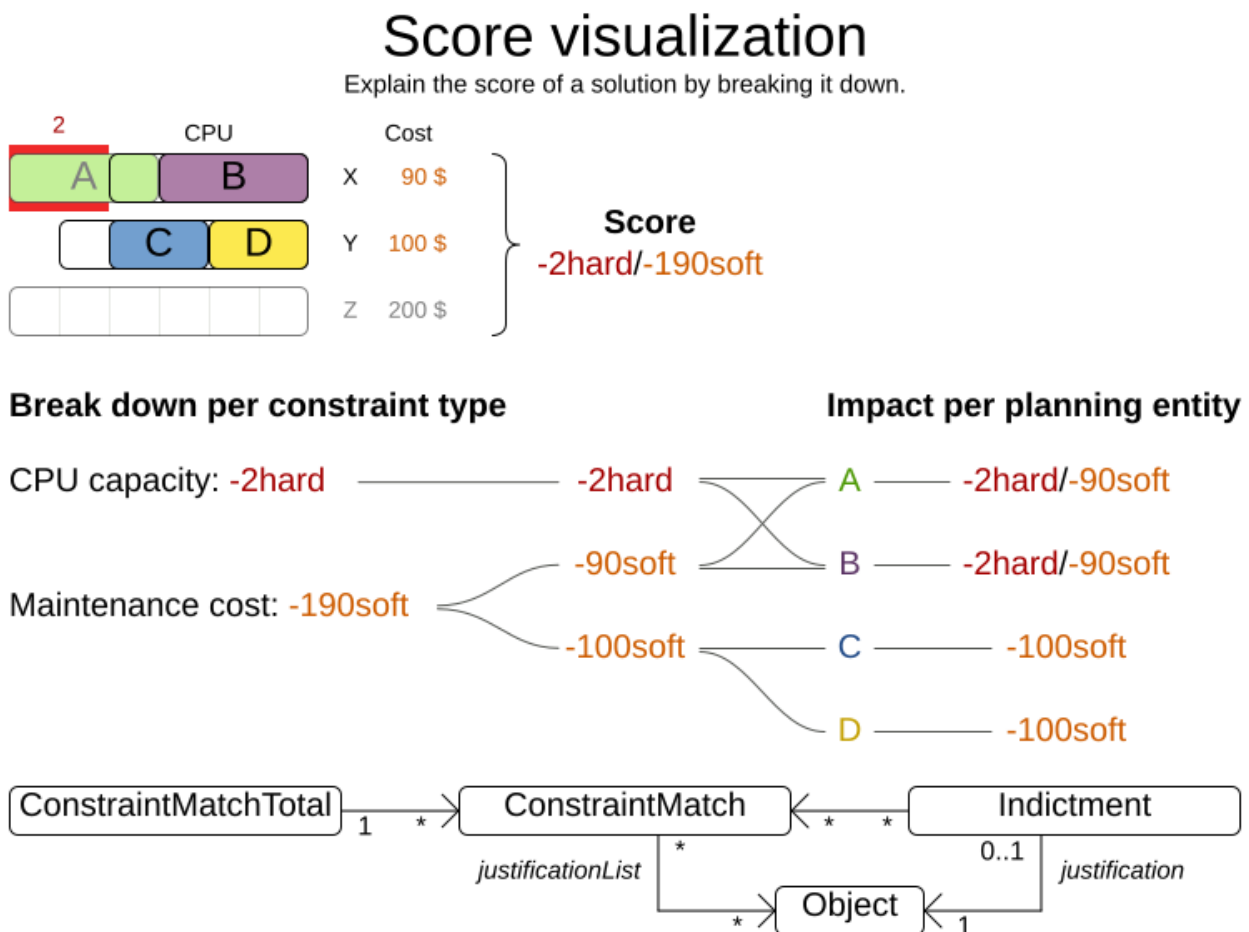 Score visualization
Explain the score of a solution by breaking it down.
2 CPU Cost
A B X 90 $
C D Y 100 $
Z 200 $
Score
-2hard/-190soft
Break down per constraint type Impact per planning entity
CPU capacity: -2hard -2hard A -2hard/-90soft
-90soft B -2hard/-90soft
Maintenance cost: -190soft
-100soft C -100soft
D -100soft
ConstraintMatchTotal ConstraintMatch Indictment
1 * * *
* 0..1
justificationList justification
Object
* 1